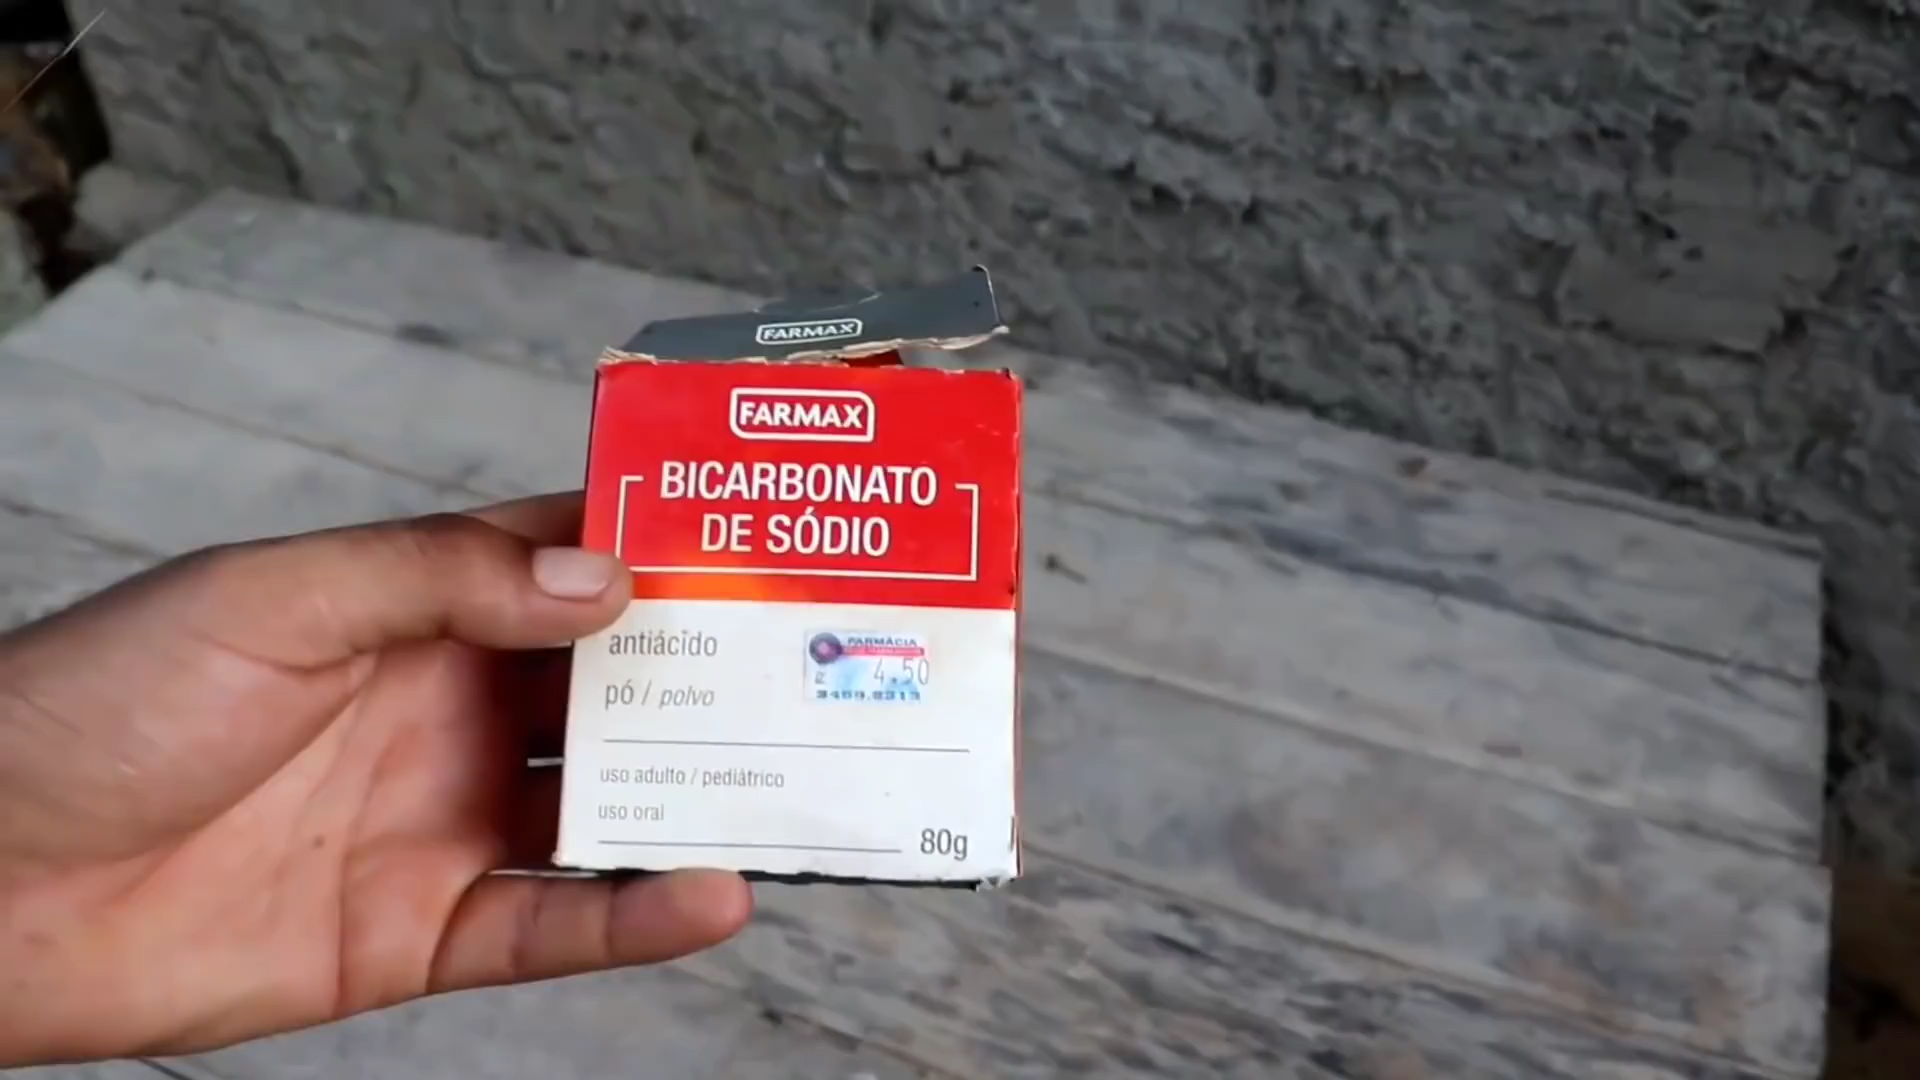 FARMAX
FARMAX
BICARBONATO
DE SÓDIO
antiácido
FARMÁCIA
4.50
pó / polvo
uso adulto / pediátrico
uso oral
80g